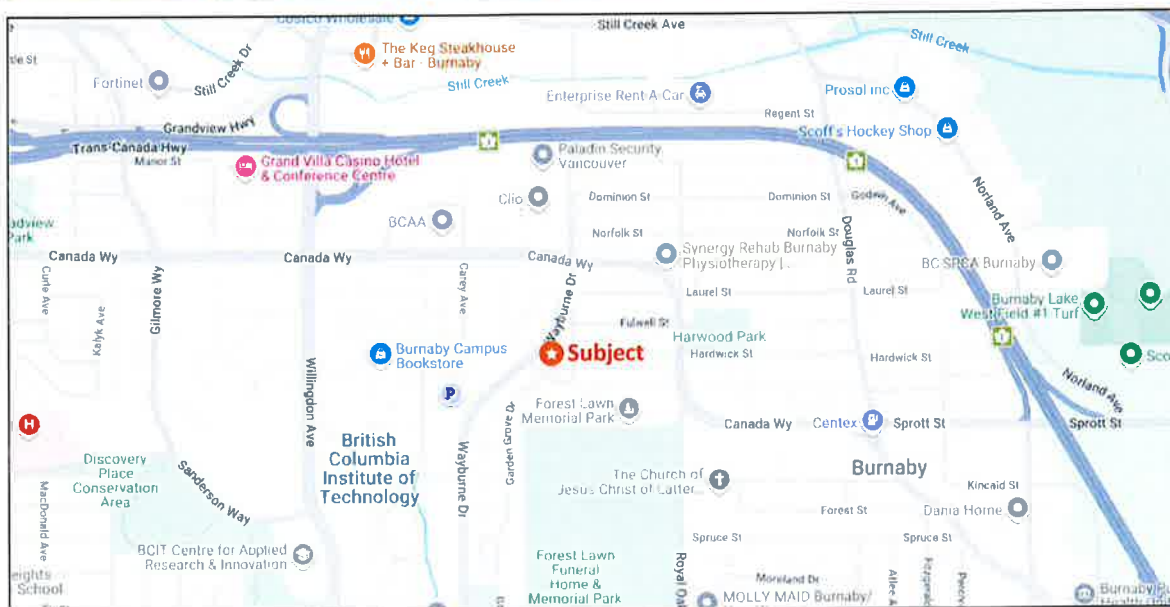 Costco Wholesale
Still Creek Ave
Still Creek
The Keg Steakhouse
+ Bar - Burnaby
Still Creek Dr
Fortinet
Still Creek
Enterprise Rent-A-Car
Prosol inc
Regent St
Grandview Hwy
Scoff's Hockey Shop
Trans-Canada Hwy
Manor St
Grand Villa Casino Hotel
& Conference Centre
1
1
Paladin Security
Vancouver
Clio
Dominion St
Dominion St
Godwin Ave
Norland Ave
BCAA
Norfolk St
Norfolk St
Douglas Rd
Park
Canada Wy
Canada Wy
Canada Wy
Synergy Rehab Burnaby
Physiotherapy |...
BC SPCA Burnaby
Curle Ave
Gilmore Wy
Carey Ave
Wayburne Dr
Laurel St
Laurel St
Burnaby Lake
West Field #1 Turf
Kalyk Ave
Fulwell St
Harwood Park
1
Burnaby Campus
Bookstore
Subject
Hardwick St
Hardwick St
Sco
Willingdon Ave
P
Norland Ave
Forest Lawn
Memorial Park
Garden Grove Dr
Canada Wy
Centex
Sprott St
Sprott St
H
British
Columbia
Institute of
Technology
Wayburne Dr
Discovery
Place
Conservation
Area
Sanderson Way
MacDonald Ave
Burnaby
The Church of
Jesus Christ of Latter...
Kincaid St
Forest St
Dania Home
Spruce St
Spruce St
BCIT Centre for Applied
Research & Innovation
Forest Lawn
Funeral
Home &
Memorial Park
Royal Oak
Moreland Dr
eights
School
MOLLY MAID Burnaby/